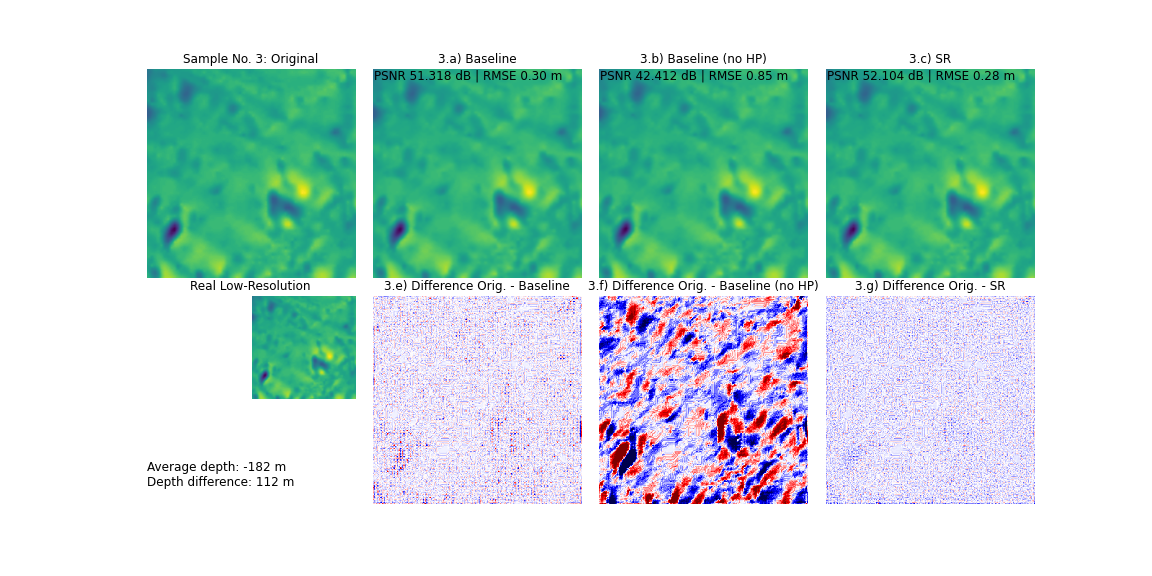 Sample No. 3: Original
3.a) Baseline
3.b) Baseline (no HP)
3.c) SR
PSNR 51.318 dB | RMSE 0.30 m
PSNR 42.412 dB | RMSE 0.85 m
PSNR 52.104 dB | RMSE 0.28 m
Real Low-Resolution
3.e) Difference Orig. - Baseline
3.f) Difference Orig. - Baseline (no HP)
3.g) Difference Orig. - SR
Average depth: -182 m
Depth difference: 112 m